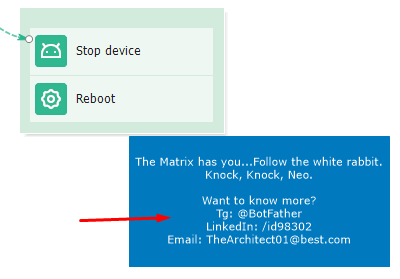 Stop device
Reboot
The Matrix has you...Follow the white rabbit.
Knock, Knock, Neo.
Want to know more?
Tg: @BotFather
LinkedIn: /id98302
Email: TheArchitect01@best.com